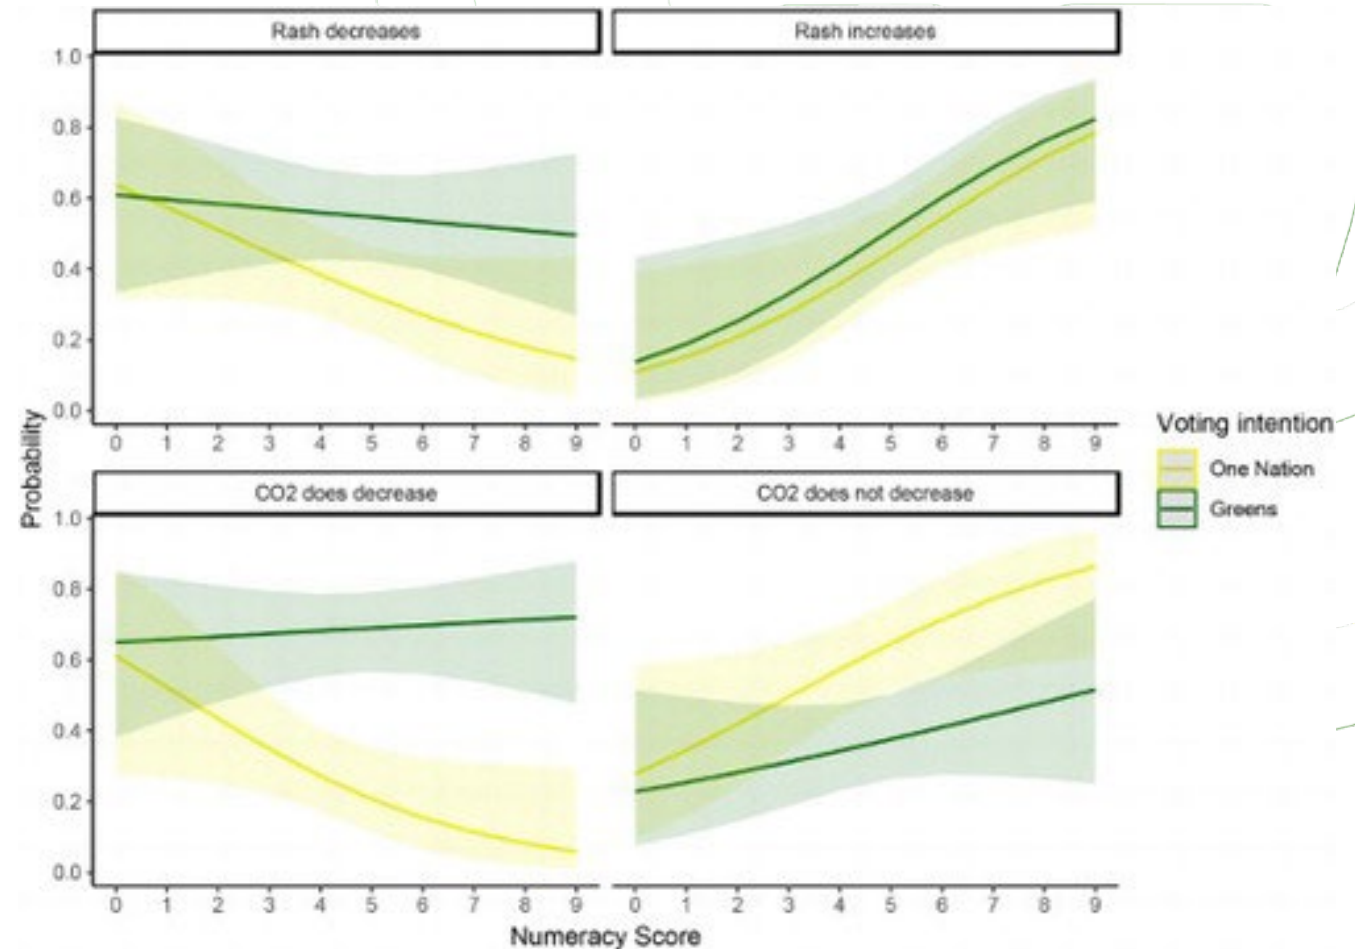 Rash decreases
Rash increases
1.0
0.8
0.6
0.4
0.2
0.0
0 1 2 3 4 5 6 7 8 9
0 1 2 3 4 5 6 7 8 9
Probability
Voting intention
One Nation
Greens
CO2 does decrease
CO2 does not decrease
1.0
0.8
0.6
0.4
0.2
0.0
0 1 2 3 4 5 6 7 8 9
0 1 2 3 4 5 6 7 8 9
Numeracy Score